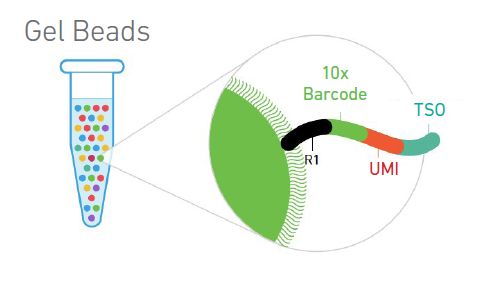 Gel Beads
10x
Barcode
TSO
R1
UMI